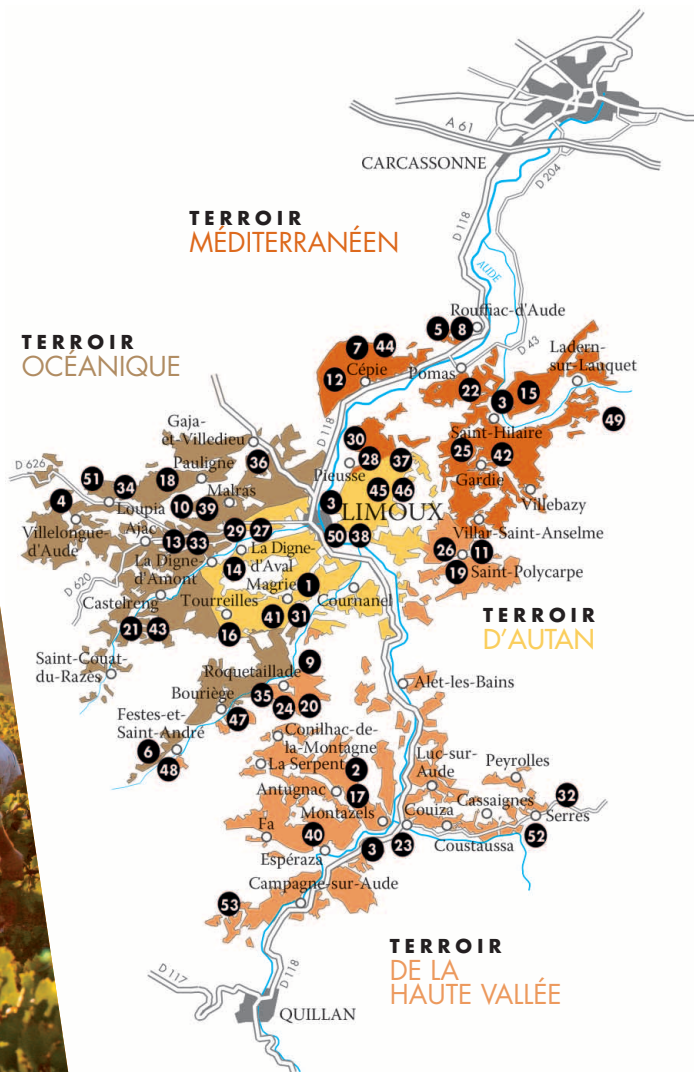 A 61
CARCASSONNE
D 204
D 118
TERROIR
MÉDITERRANÉEN
AUDE
Rouffiac-d'Aude
5
8
D 43
TERROIR
OCÉANIQUE
7
44
Ladern-
sur-Lauquet
12
Cépie
Pomas
22
3
15
D 118
Gaja-
et-Villedieu
30
Saint-Hilaire
49
D 626
51
18
36
28
37
25
42
Pauligne
Pieusse
Gardie
4
34
10
39
Malras
45
46
Loupia
3
LIMOUX
Villebazy
Villelongue-
d'Aude
Ajac
13
33
29
27
50
38
Villar-Saint-Anselme
La Digne-
d'Aval
26
11
D 620
La Digne-
d'Amont
14
19
Saint-Polycarpe
Magrie
1
Castelreng
Tourreilles
Cournanel
TERROIR
D'AUTAN
21
43
16
41
31
Saint-Couat-
du-Razes
9
Roquetaillade
Alet-les-Bains
Bouriège
35
24
20
Festes-et-
Saint-André
47
Conilhac-de-
la-Montagne
6
48
La Serpent
2
Luc-sur-
Aude
Peyrolles
Antugnac
17
Cassaignes
32
Montazels
Couiza
Serres
Fa
40
3
23
Coustaussa
52
Espéraza
Campagne-sur-Aude
53
TERROIR
DE LA
HAUTE VALLÉE
D 117
D 118
QUILLAN